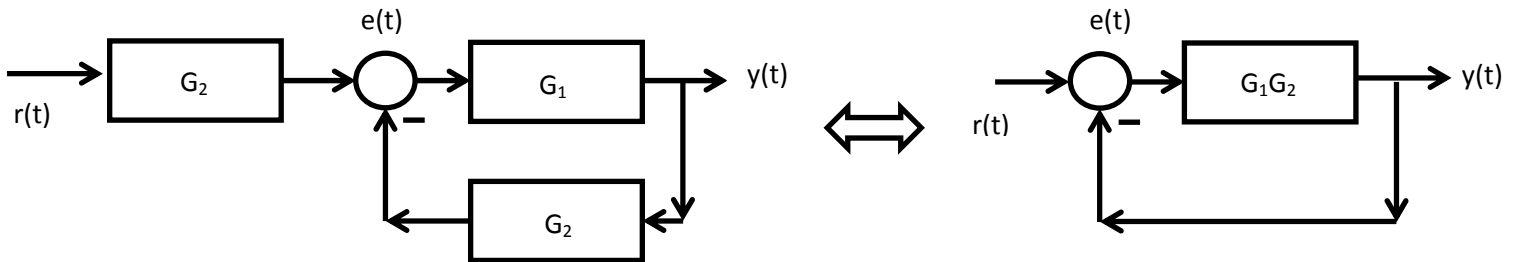 e(t)
G₂
G₁
y(t)
r(t)
−
G₂
e(t)
G₁G₂
y(t)
r(t)
−